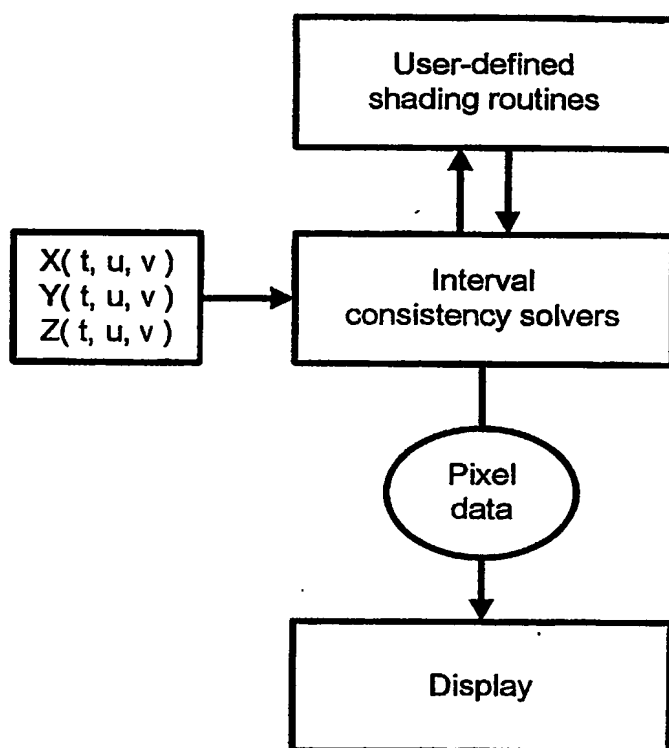 User-defined
shading routines
X( t, u, v )
Y( t, u, v )
Z( t, u, v )
Interval
consistency solvers
Pixel
data
Display